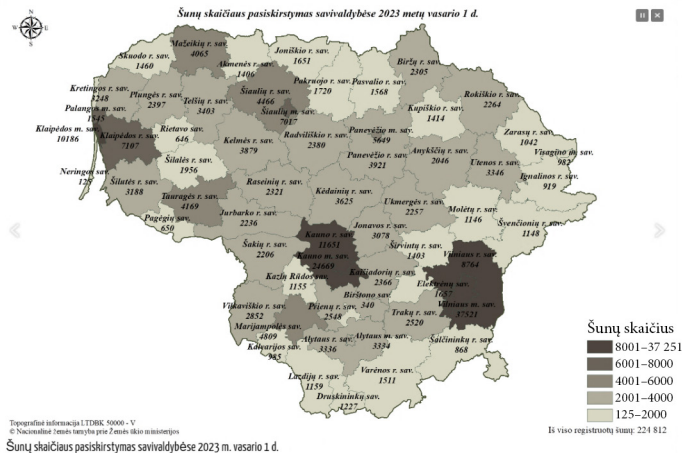 Šunų skaičiaus pasiskirstymas savivaldybėse 2023 metų vasario 1 d.
N
W E
S
Mažeikių r. sav.
4065
Skuodo r. sav.
1460
Akmenės r. sav.
1406
Joniškio r. sav.
1651
Biržų r. sav.
2305
Kretingos r. sav.
3248
Plungės r. sav.
2397
Telšių r. sav.
3403
Šiaulių r. sav.
4466
Pakruojo r. sav.
1720
Pasvalio r. sav.
1568
Rokiškio r. sav.
2264
Palangos m. sav.
1545
Šiaulių m. sav.
7017
Kupiškio r. sav.
1414
Klaipėdos m. sav.
10186
Klaipėdos r. sav.
7107
Rietavo sav.
646
Kelmės r. sav.
3879
Radviliškio r. sav.
2380
Panevėžio m. sav.
5649
Zarasų r. sav.
1042
Panevėžio r. sav.
3921
Anykščių r. sav.
2046
Visagino m. sav.
982
Šilalės r. sav.
1956
Utenos r. sav.
3346
Neringos sav.
125
Šilutės r. sav.
3188
Raseinių r. sav.
2321
Kėdainių r. sav.
3625
Ignalinos r. sav.
919
Tauragės r. sav.
4169
Ukmergės r. sav.
2257
Molėtų r. sav.
1146
Pagėgių sav.
650
Jurbarko r. sav.
2236
Jonavos r. sav.
3078
Švenčionių r. sav.
1148
Kauno r. sav.
11651
Šakių r. sav.
2206
Širvintų r. sav.
1403
Vilniaus r. sav.
8764
Kauno m. sav.
24669
Kazlų Rūdos sav.
1155
Kaišiadorių r. sav.
2366
Elektrėnų sav.
1657
Birštono sav.
340
Vilkaviškio r. sav.
2852
Prienų r. sav.
2548
Trakų r. sav.
2520
Vilniaus m. sav.
37521
Marijampolės sav.
4809
Alytaus r. sav.
3336
Alytaus m. sav.
3334
Šalčininkų r. sav.
868
Kalvarijos sav.
985
Lazdijų r. sav.
1159
Varėnos r. sav.
1511
Druskininkų sav.
1227
Šunų skaičius
8001–37 251
6001–8000
4001–6000
2001–4000
125–2000
Iš viso registruotų šunų: 224 812
Topografinė informacija LTDBK 50000 - V
© Nacionalinė žemės tarnyba prie Žemės ūkio ministerijos
Šunų skaičiaus pasiskirstymas savivaldybėse 2023 m. vasario 1 d.